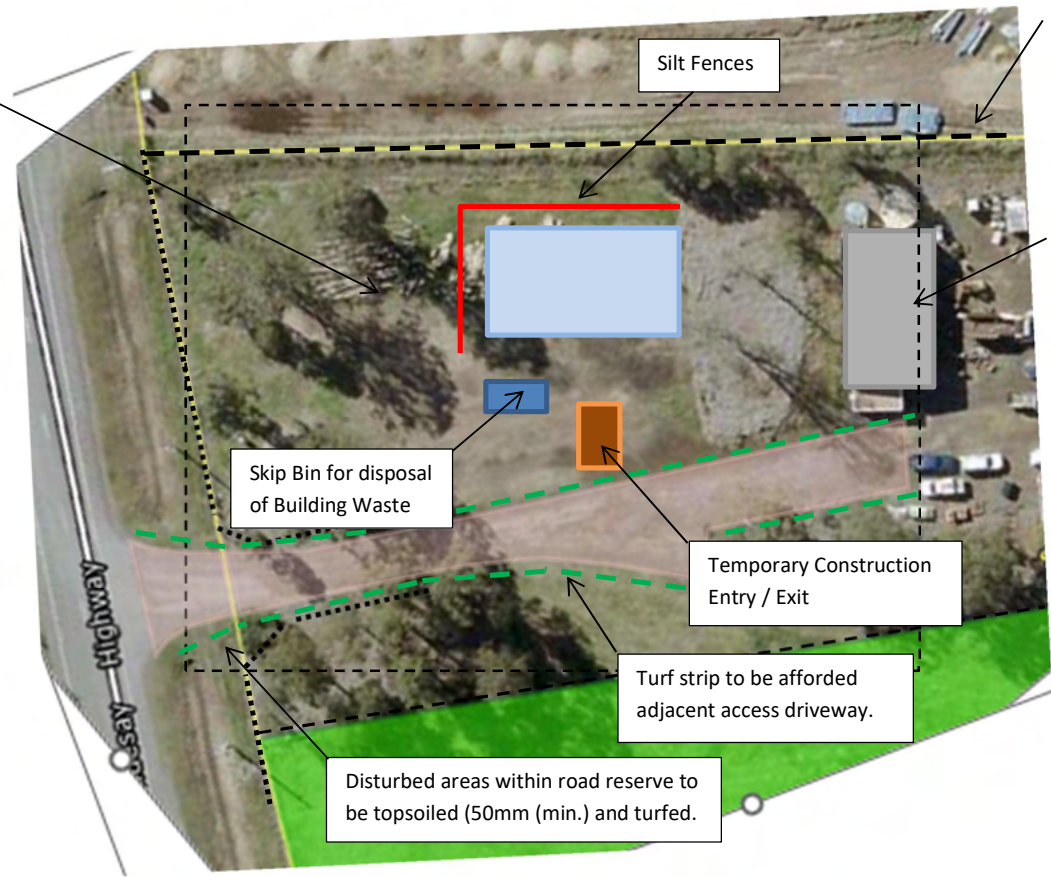 Silt Fences
Skip Bin for disposal
of Building Waste
Temporary Construction
Entry / Exit
Turf strip to be afforded
adjacent access driveway.
Disturbed areas within road reserve to
be topsoiled (50mm (min.) and turfed.
Highway